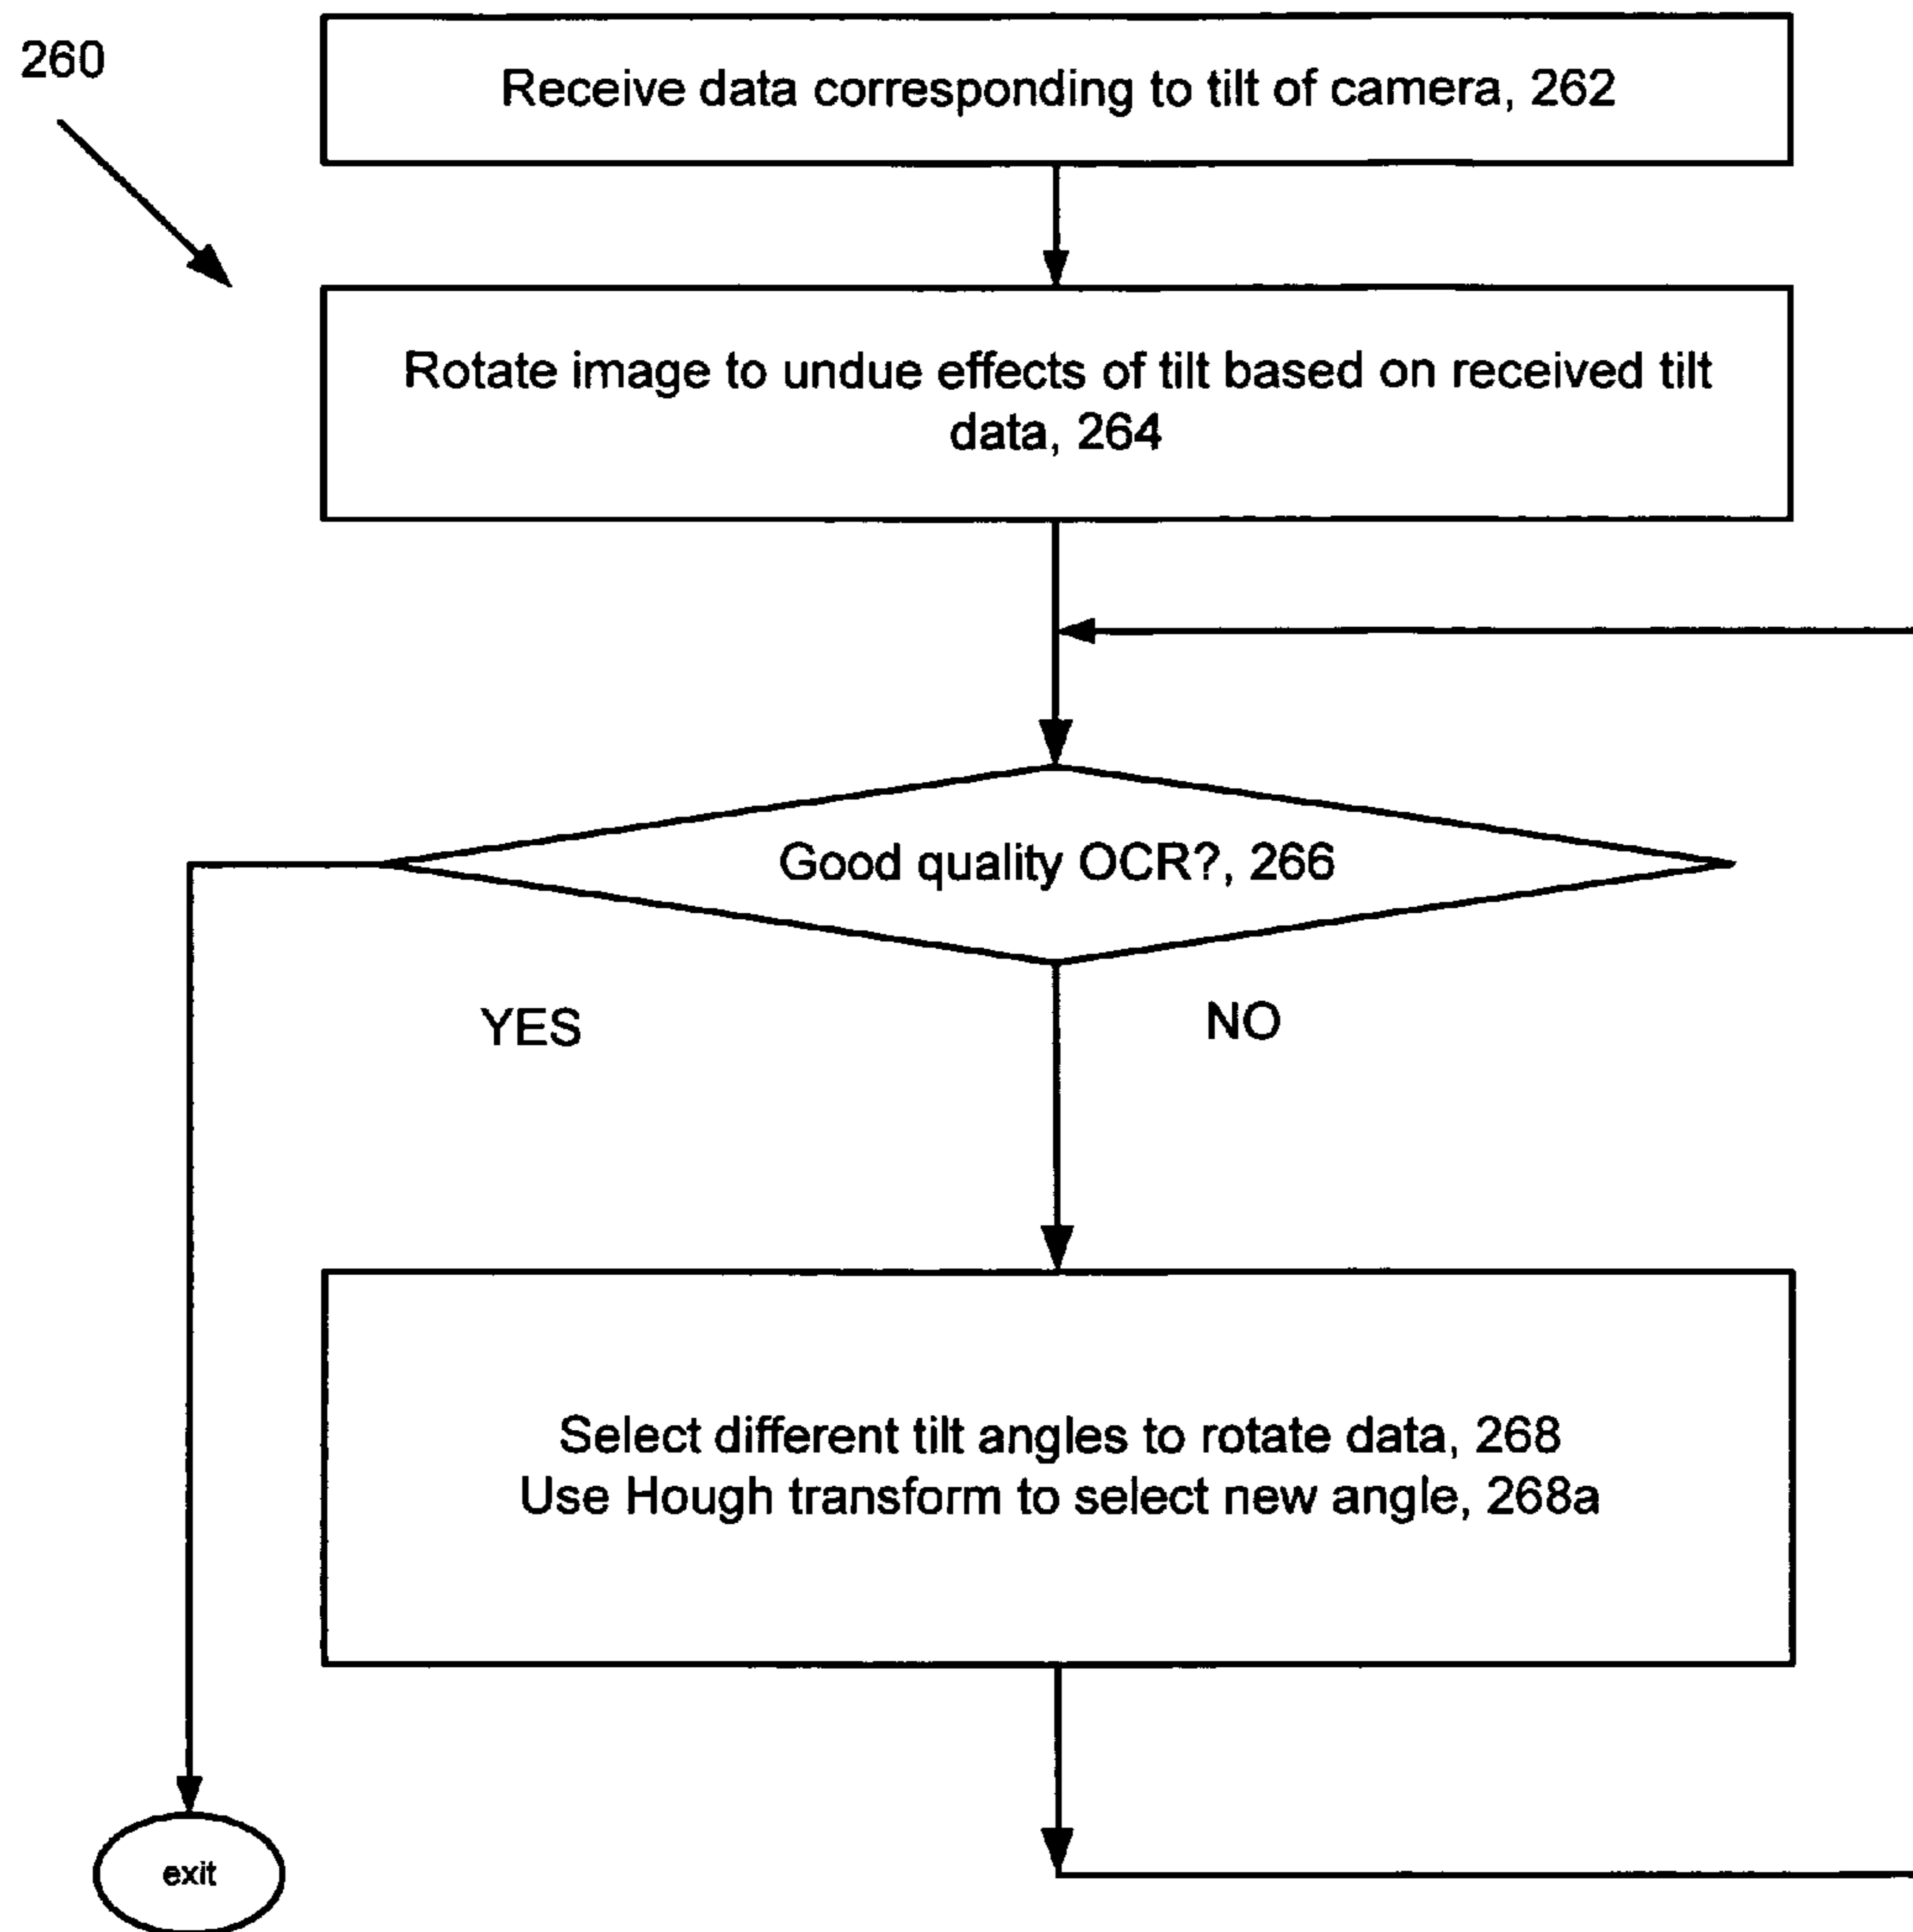 260
Receive data corresponding to tilt of camera, 262
Rotate image to undue effects of tilt based on received tilt
data, 264
Good quality OCR?, 266
YES
NO
Select different tilt angles to rotate data, 268
Use Hough transform to select new angle, 268a
exit